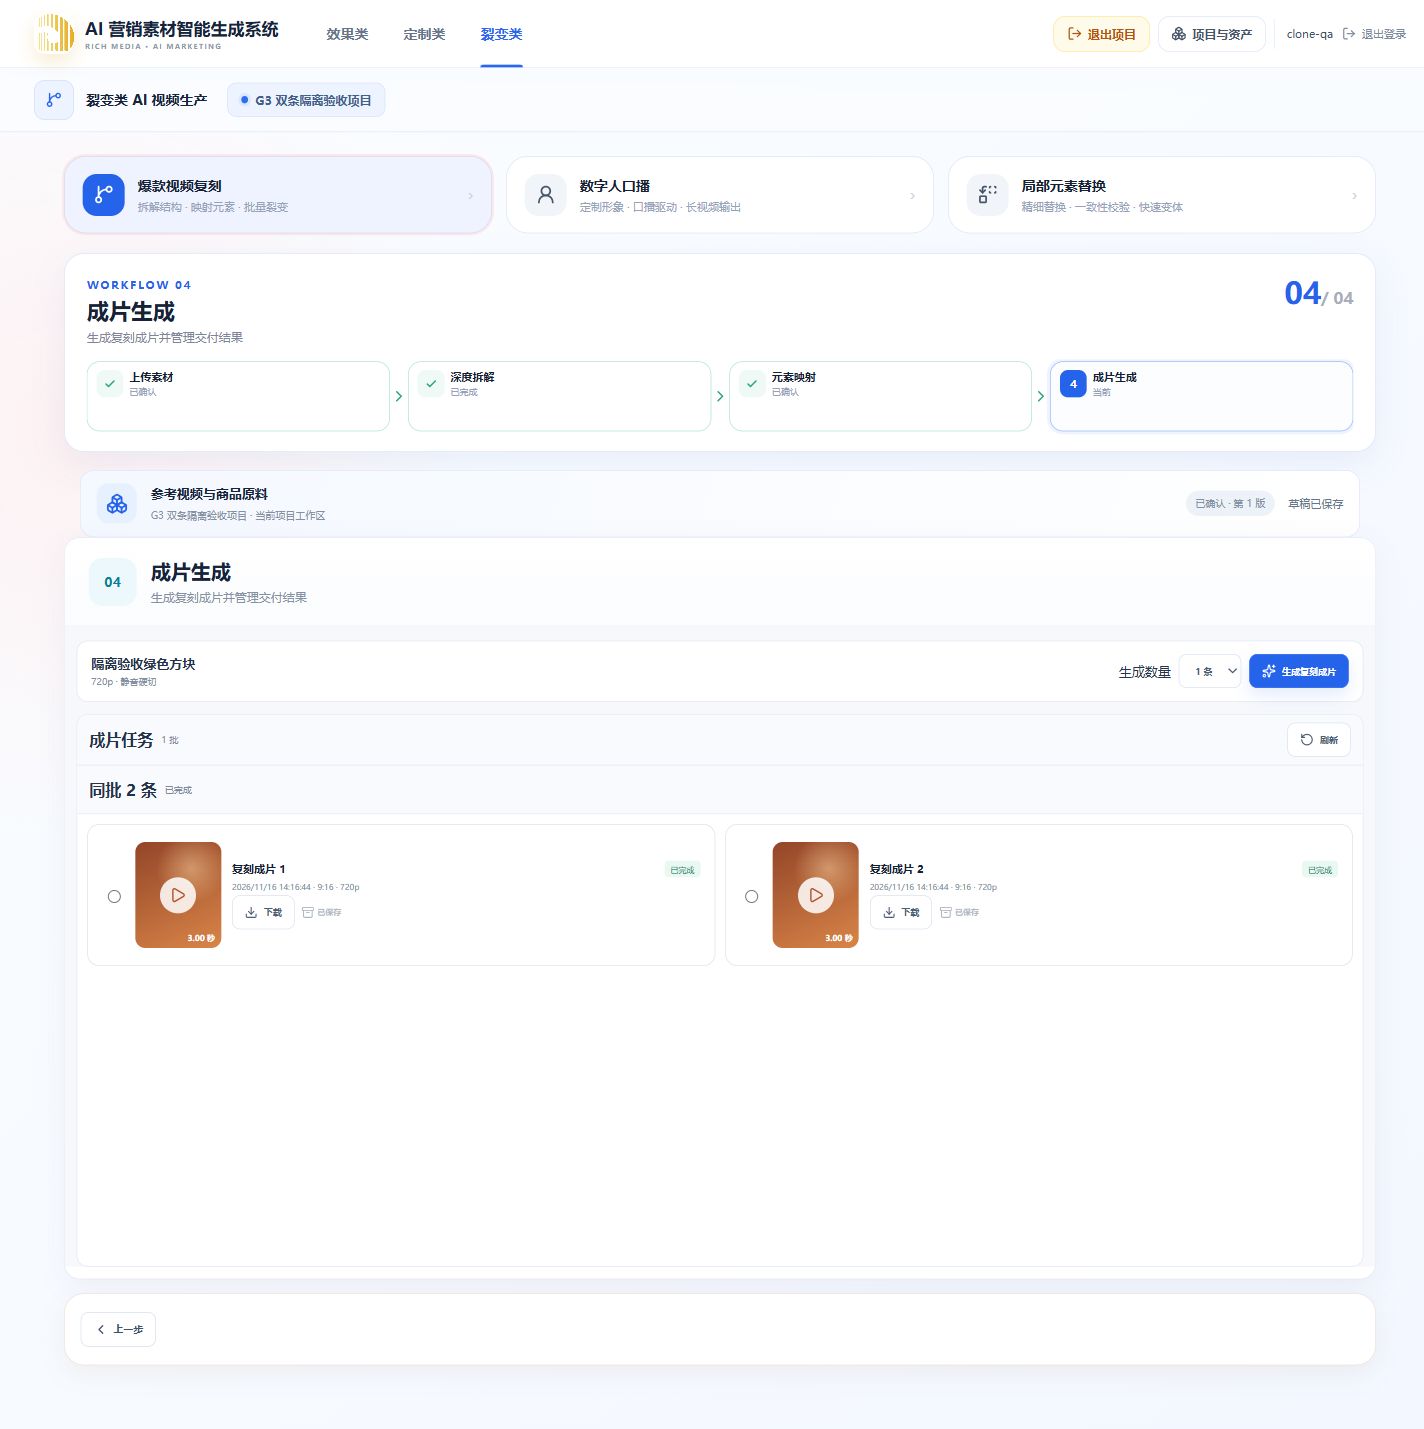 AI 营销素材智能生成系统
RICH MEDIA • AI MARKETING
效果类
定制类
裂变类
退出项目
项目与资产
clone-qa
退出登录
裂变类 AI 视频生产
G3 双条隔离验收项目
爆款视频复刻
拆解结构 · 映射元素 · 批量裂变
数字人口播
定制形象 · 口播驱动 · 长视频输出
局部元素替换
精细替换 · 一致性校验 · 快速变体
WORKFLOW 04
成片生成
生成复刻成片并管理交付结果
04 / 04
上传素材
已确认
深度拆解
已完成
元素映射
已确认
4
成片生成
当前
参考视频与商品原料
G3 双条隔离验收项目 · 当前项目工作区
已确认 · 第 1 版
草稿已保存
04
成片生成
生成复刻成片并管理交付结果
隔离验收绿色方块
720p · 静音硬切
生成数量
1 条
生成复刻成片
成片任务 1 批
刷新
同批 2 条 已完成
3.00 秒
复刻成片 1
已完成
2026/11/16 14:16:44 · 9:16 · 720p
下载
已保存
3.00 秒
复刻成片 2
已完成
2026/11/16 14:16:44 · 9:16 · 720p
下载
已保存
上一步